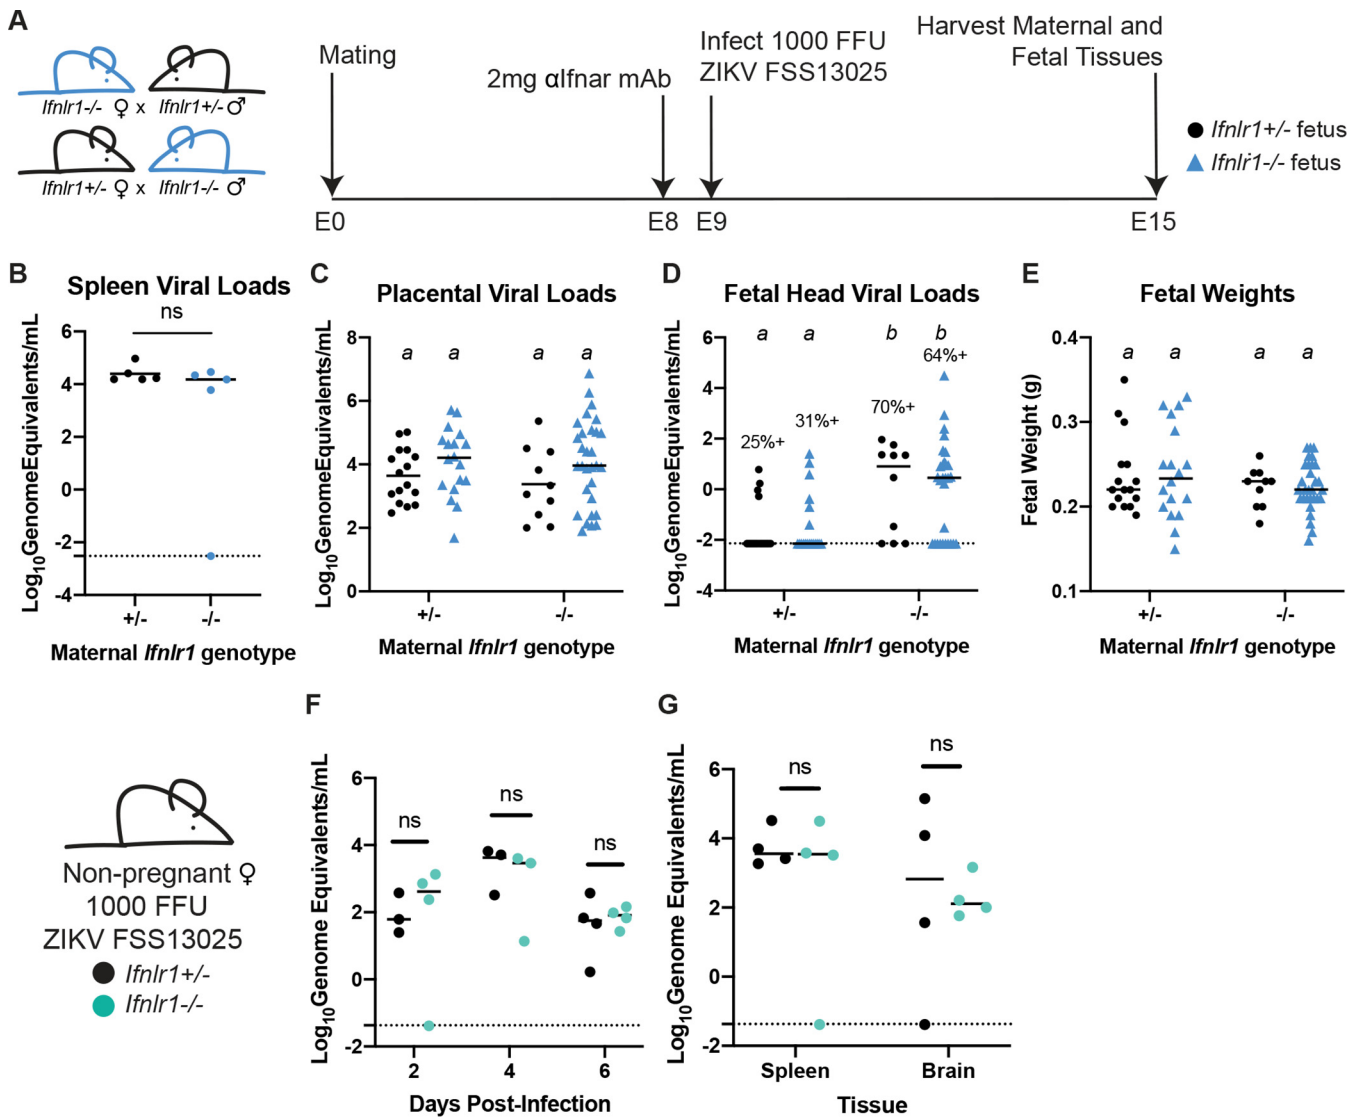 A
Mating
2mg αIfnar mAb
Infect 1000 FFU
ZIKV FSS13025
Harvest Maternal and
Fetal Tissues
Ifnlr1-/- ♀ x Ifnlr1+/- ♂
Ifnlr1+/- ♀ x Ifnlr1-/- ♂
E0
E8
E9
E15
Ifnlr1+/- fetus
Ifnlr1-/- fetus
B
Spleen Viral Loads
ns
Log10GenomeEquivalents/mL
6
4
2
0
-2
-4
+/-
-/-
Maternal Ifnlr1 genotype
C
Placental Viral Loads
Log10GenomeEquivalents/mL
8
6
4
2
0
a
a
a
a
+/-
-/-
Maternal Ifnlr1 genotype
D
Fetal Head Viral Loads
Log10GenomeEquivalents/mL
6
4
2
0
-2
-4
a
a
b
b
25%+
31%+
70%+
64%+
+/-
-/-
Maternal Ifnlr1 genotype
E
Fetal Weights
Fetal Weight (g)
0.4
0.3
0.2
0.1
a
a
a
a
+/-
-/-
Maternal Ifnlr1 genotype
Non-pregnant ♀
1000 FFU
ZIKV FSS13025
Ifnlr1+/-
Ifnlr1-/-
F
Log10Genome Equivalents/mL
6
4
2
0
-2
ns
ns
ns
2
4
6
Days Post-Infection
G
Log10Genome Equivalents/mL
6
4
2
0
-2
ns
ns
Spleen
Brain
Tissue